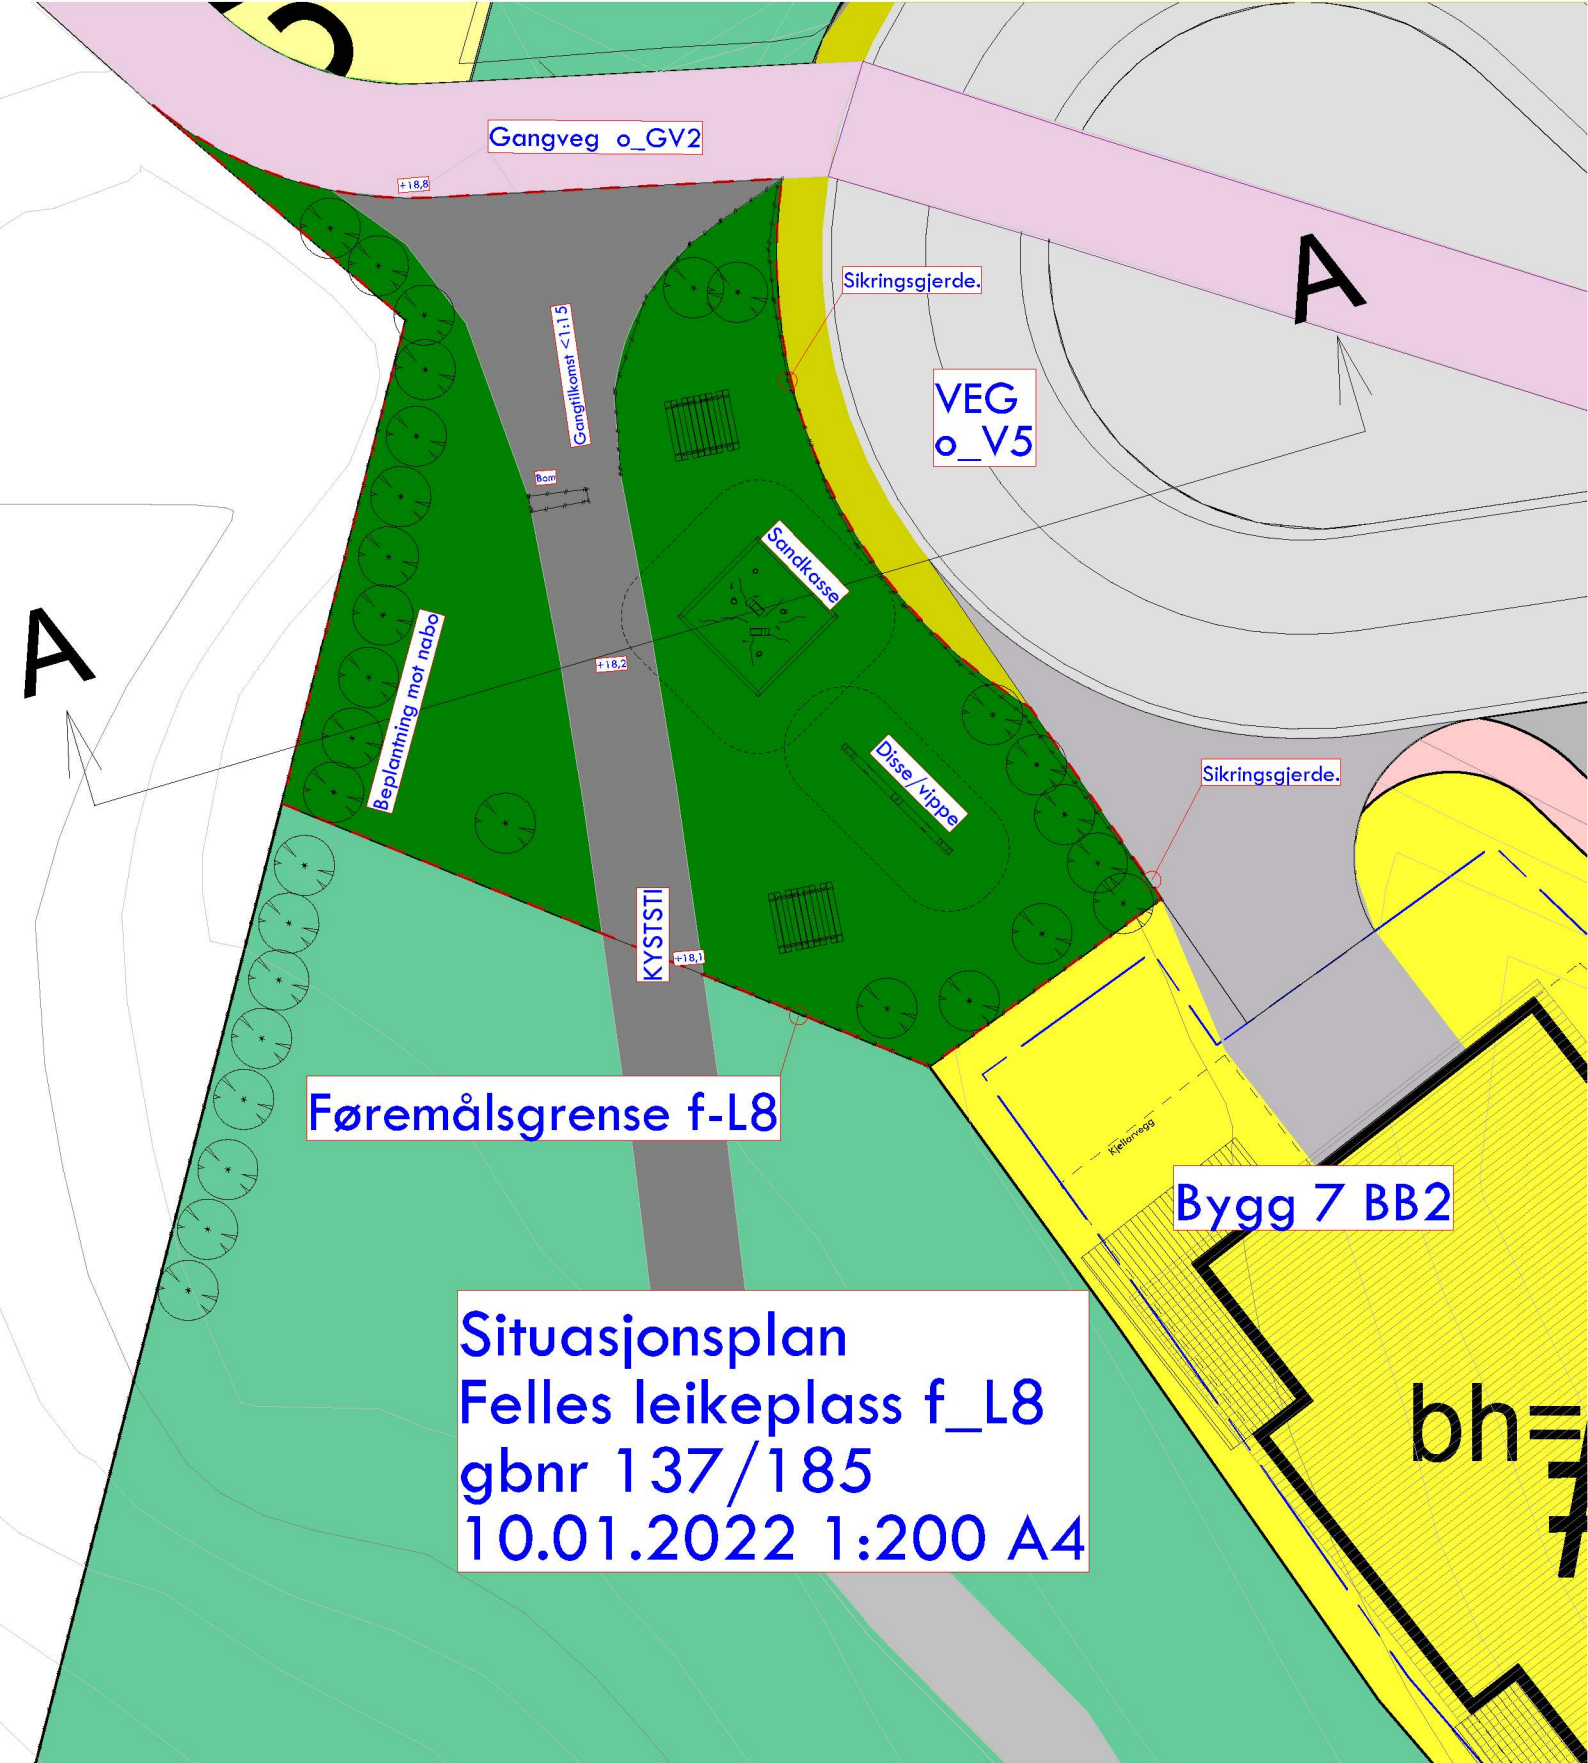 Gangveg o_GV2
+18,8
Sikringsgjerde.
A
Gangtilkomst <1:15
VEG
o_V5
Bom
Sandkasse
A
+18,2
Beplantning mot nabo
Disse/vippe
Sikringsgjerde.
KYSTSTI
+18,1
Føremålsgrense f-L8
Kjellarvegg
Bygg 7 BB2
Situasjonsplan
Felles leikeplass f_L8
gbnr 137/185
10.01.2022 1:200 A4
bh=